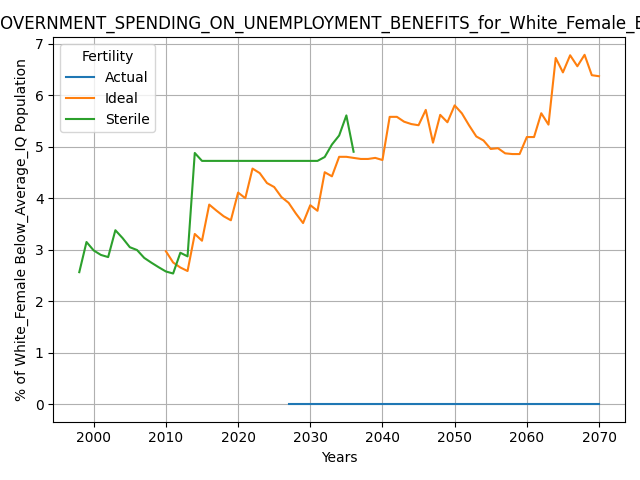 OVERNMENT_SPENDING_ON_UNEMPLOYMENT_BENEFITS_for_White_Female_
Fertility
Actual
Ideal
Sterile
% of White_Female Below_Average_IQ Population
7
6
5
4
3
2
1
0
2000 2010 2020 2030 2040 2050 2060 2070
Years